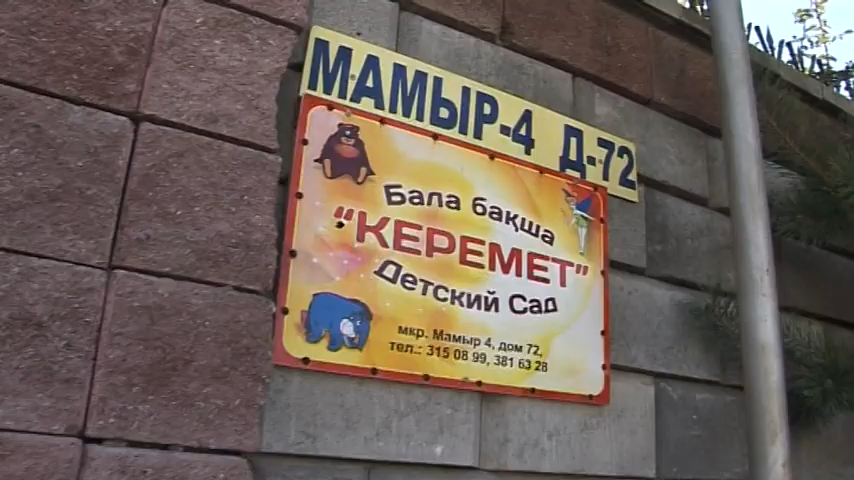 МАМЫР-4 Д-72
Бала бақша
"КЕРЕМЕТ"
Детский Сад
мкр. Мамыр 4, дом 72,
тел.: 315 08 99, 381 63 28